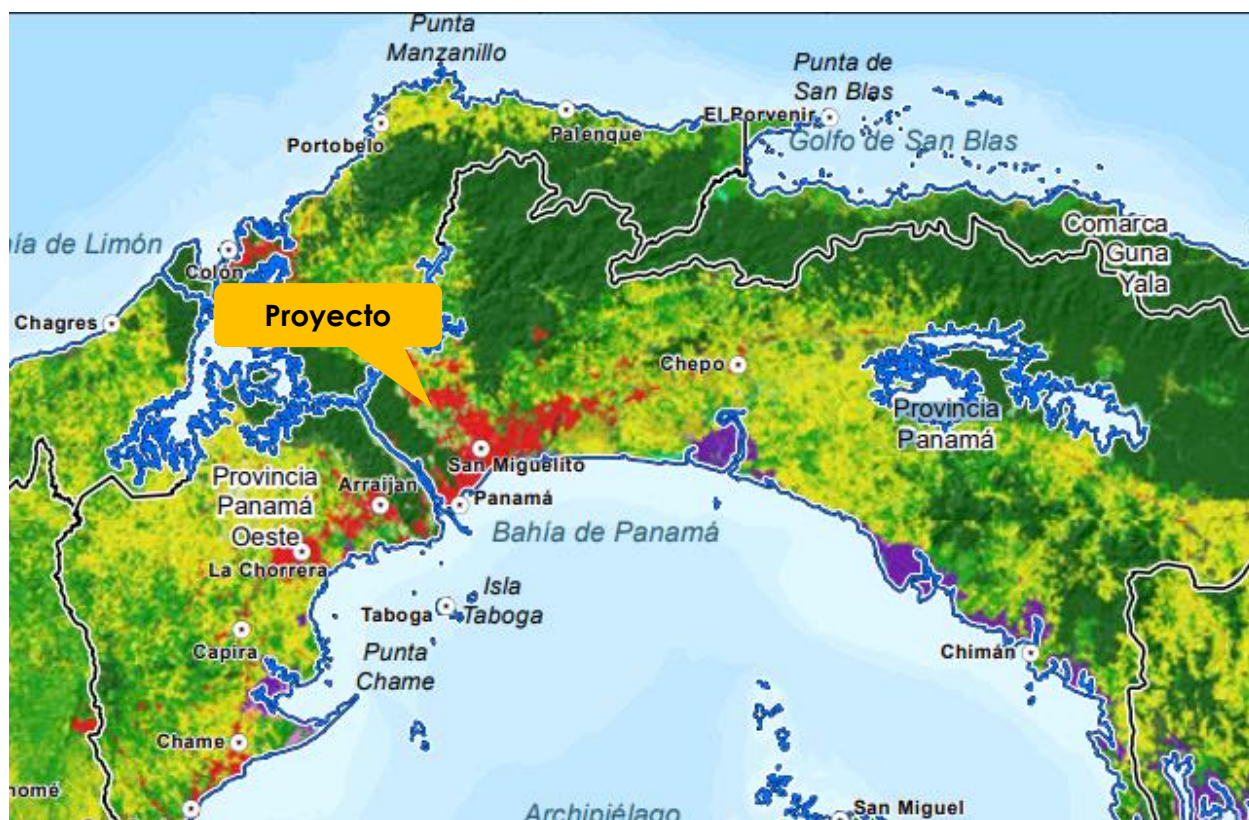 Punta
Manzanillo
Punta de
San Blas
El Porvenir
Palenque
Portobelo
Golfo de San Blas
Comarca
Guna
Yala
ía de Limón
Colón
Proyecto
Chagres
Chepo
Provincia
Panamá
San Miguelito
Provincia
Panamá
Oeste
Arraijan
Panamá
Bahía de Panamá
La Chorrera
Isla
Taboga
Taboga
Capira
Punta
Chame
Chimán
Chame
nomé
Archipiélago
San Miguel